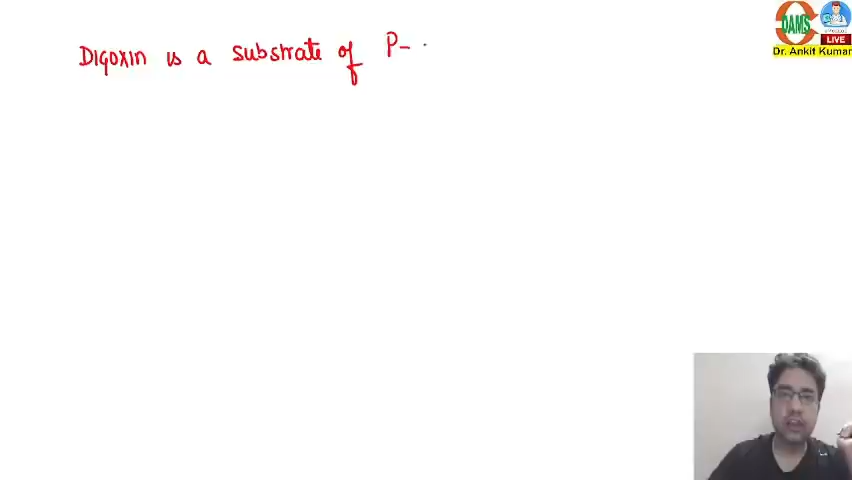 Digoxin is a substrate of P-
DAMS
LIVE
Dr. Ankit Kumar